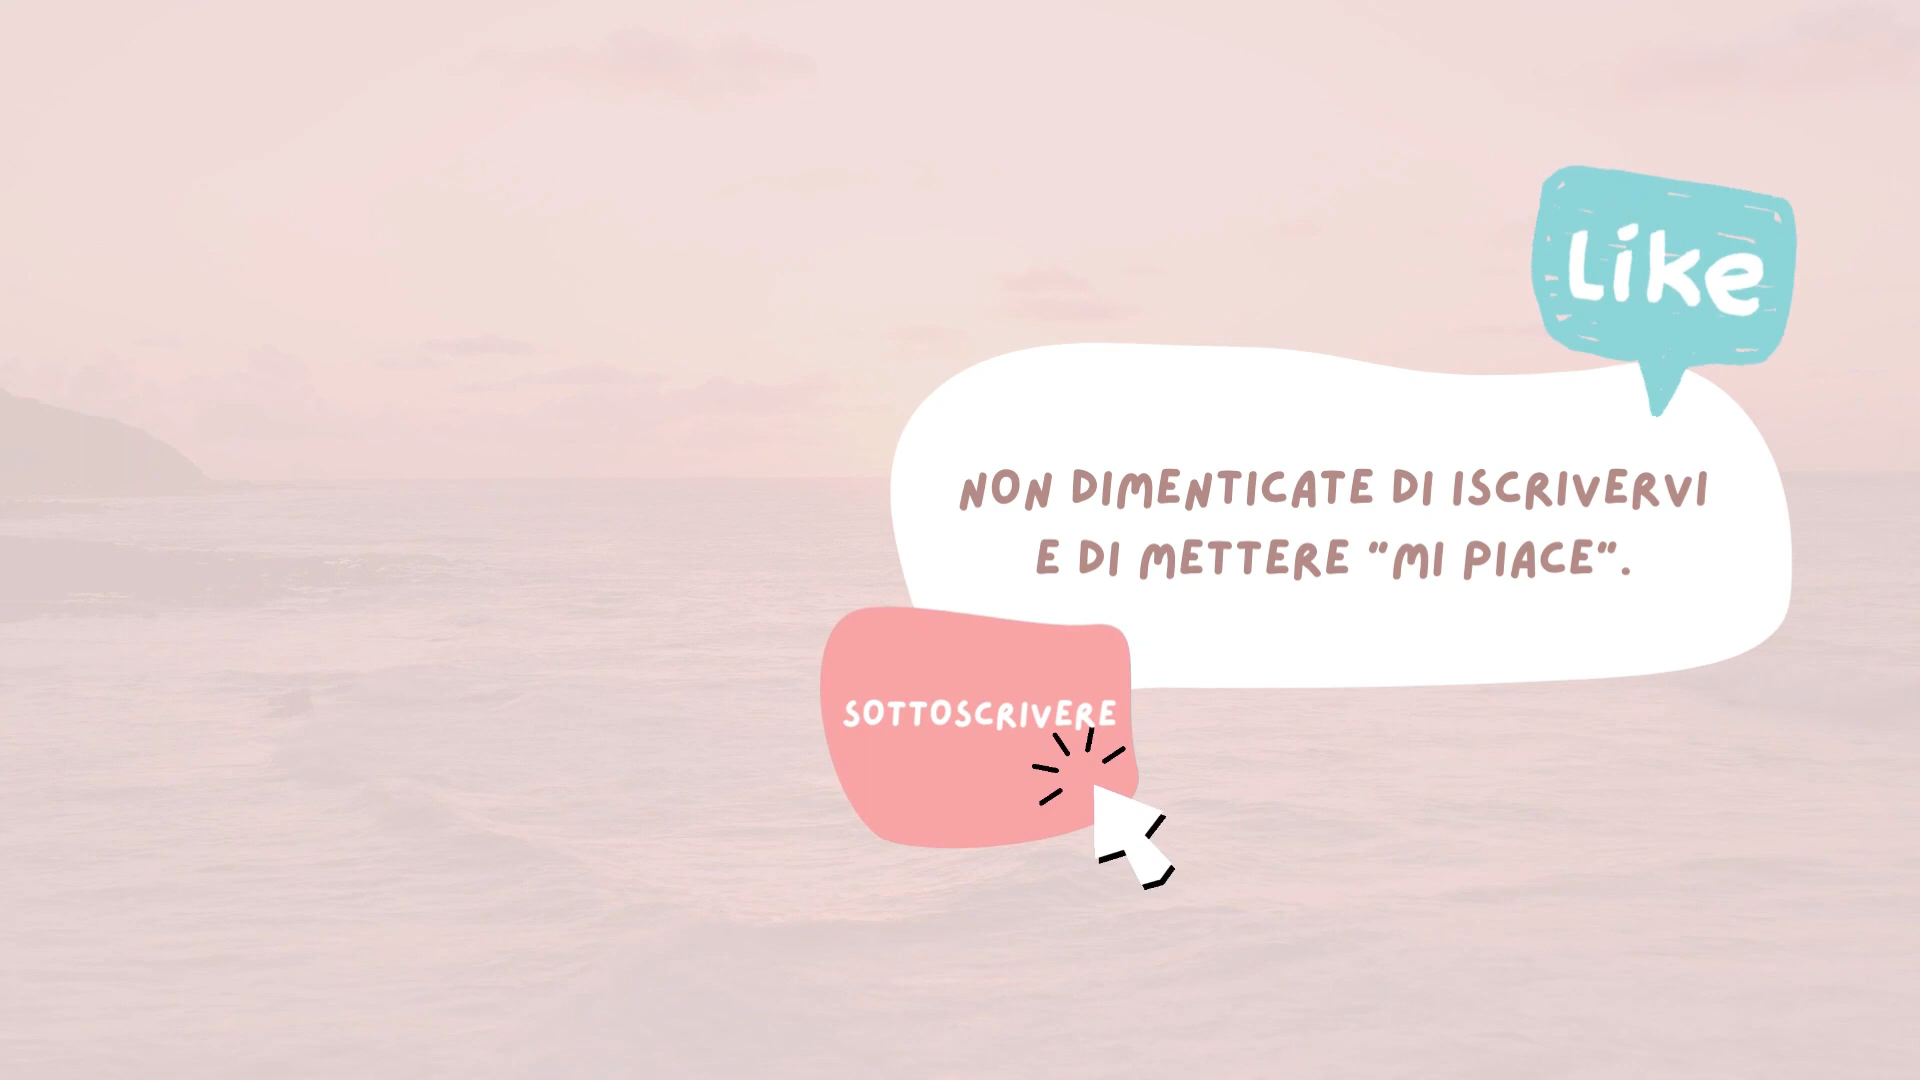 Like
NON DIMENTICATE DI ISCRIVERVI
E DI METTERE "MI PIACE".
SOTTOSCRIVERE